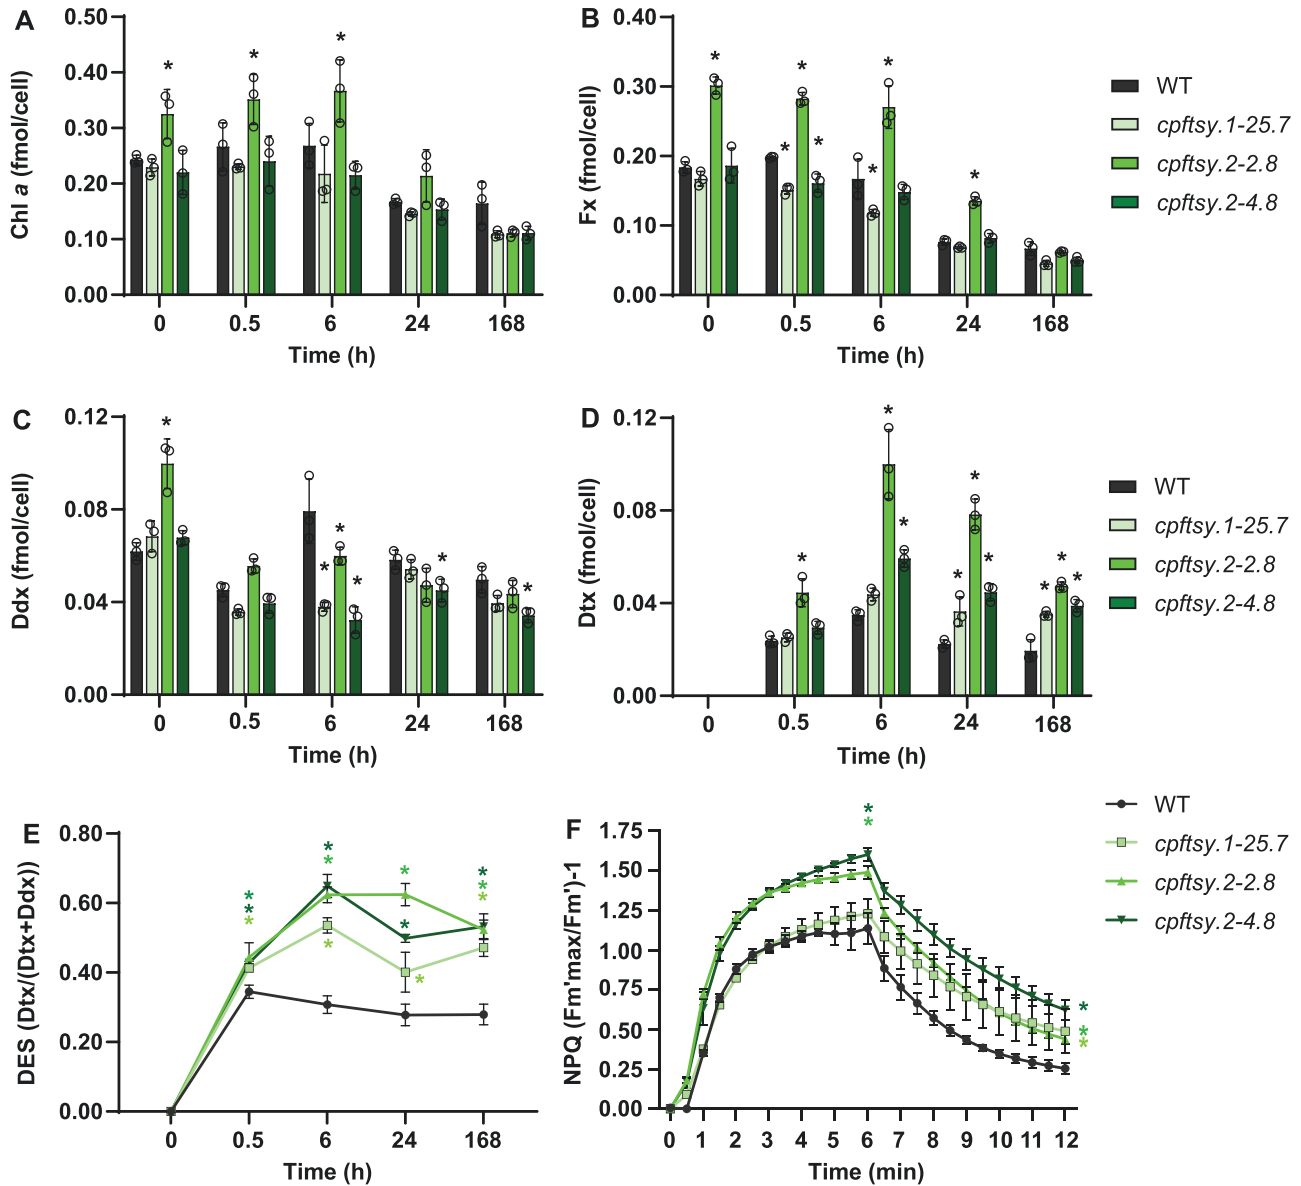 A
Chl a (fmol/cell)
0.50
0.40
0.30
0.20
0.10
0.00
* * *
0 0.5 6 24 168
Time (h)
B
Fx (fmol/cell)
0.40
0.30
0.20
0.10
0.00
* * * * * * *
0 0.5 6 24 168
Time (h)
WT
cpftsy.1-25.7
cpftsy.2-2.8
cpftsy.2-4.8
C
Ddx (fmol/cell)
0.12
0.08
0.04
0.00
* * * * * *
0 0.5 6 24 168
Time (h)
D
Dtx (fmol/cell)
0.12
0.08
0.04
0.00
* * * * * * * * *
0 0.5 6 24 168
Time (h)
WT
cpftsy.1-25.7
cpftsy.2-2.8
cpftsy.2-4.8
E
DES (Dtx/(Dtx+Ddx))
0.80
0.60
0.40
0.20
0.00
* * * * * * * * * * * *
0 0.5 6 24 168
Time (h)
F
NPQ (Fm'max/Fm')-1
1.75
1.50
1.25
1.00
0.75
0.50
0.25
0.00
* * * * *
0 1 2 3 4 5 6 7 8 9 10 11 12
Time (min)
WT
cpftsy.1-25.7
cpftsy.2-2.8
cpftsy.2-4.8